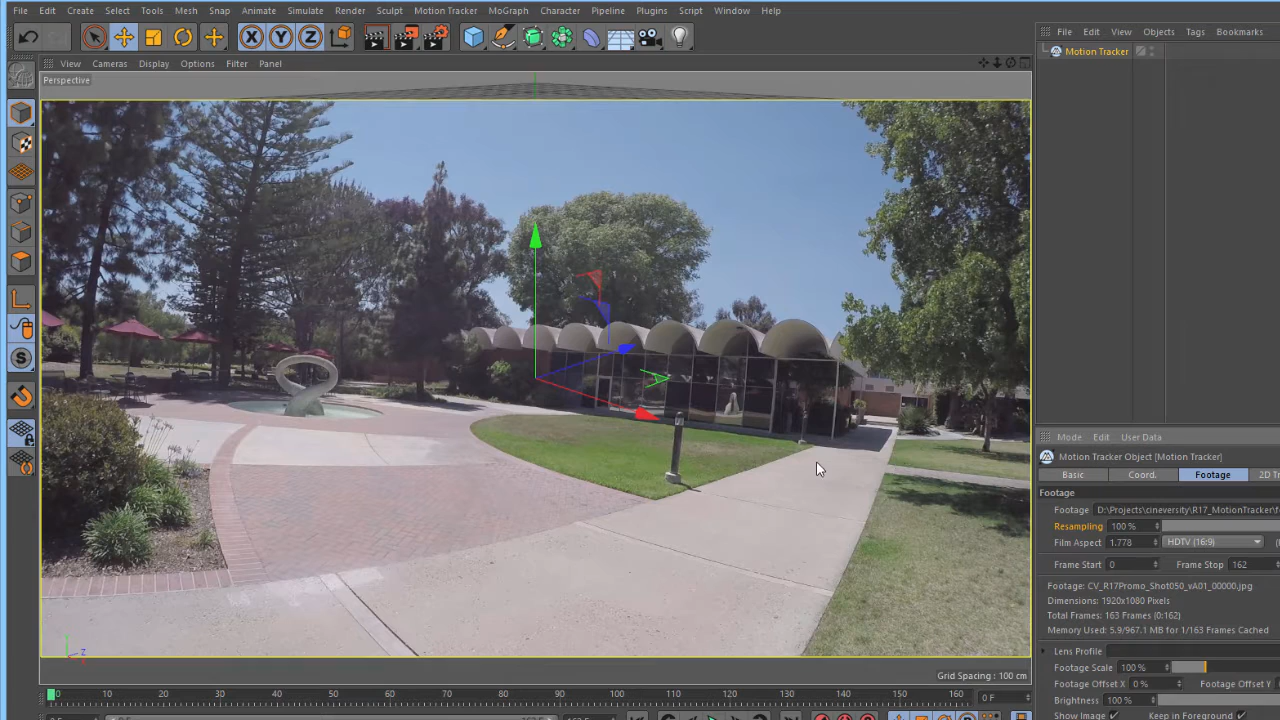 File Edit Create Select Tools Mesh Snap Animate Simulate Render Sculpt Motion Tracker MoGraph Character Pipeline Plugins Script Window Help
File Edit View Objects Tags Bookmarks
Motion Tracker
X Y Z
View Cameras Display Options Filter Panel
Perspective
S
Mode Edit User Data
Motion Tracker Object [Motion Tracker]
Basic Coord. Footage 2D Tr
Footage
Footage D:\Projects\cineversity\R17_MotionTracker\f
Resampling 100 %
Film Aspect 1.778 HDTV (16:9)
Frame Start 0 Frame Stop 162
Footage: CV_R17Promo_Shot050_vA01_00000.jpg
Dimensions: 1920x1080 Pixels
Total Frames: 163 Frames (0:162)
Memory Used: 5.9/967.1 MB for 1/163 Frames Cached
Lens Profile
Footage Scale 100 %
Footage Offset X 0 % Footage Offset Y
Brightness 100 %
Show Image Keep in Foreground
Z
Grid Spacing : 100 cm
0 10 20 30 40 50 60 70 80 90 100 110 120 130 140 150 160
0 F